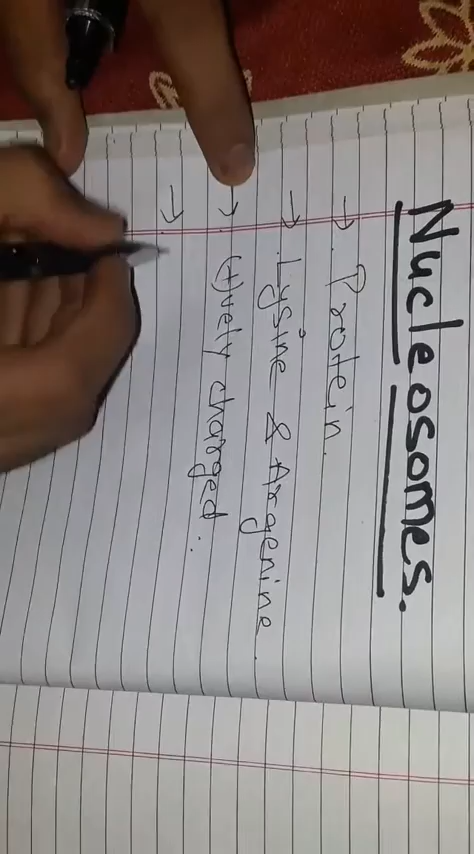 Nucleosomes.
→ Protein.
→ Lysine & Argenine.
→ (+)vely charged.
→